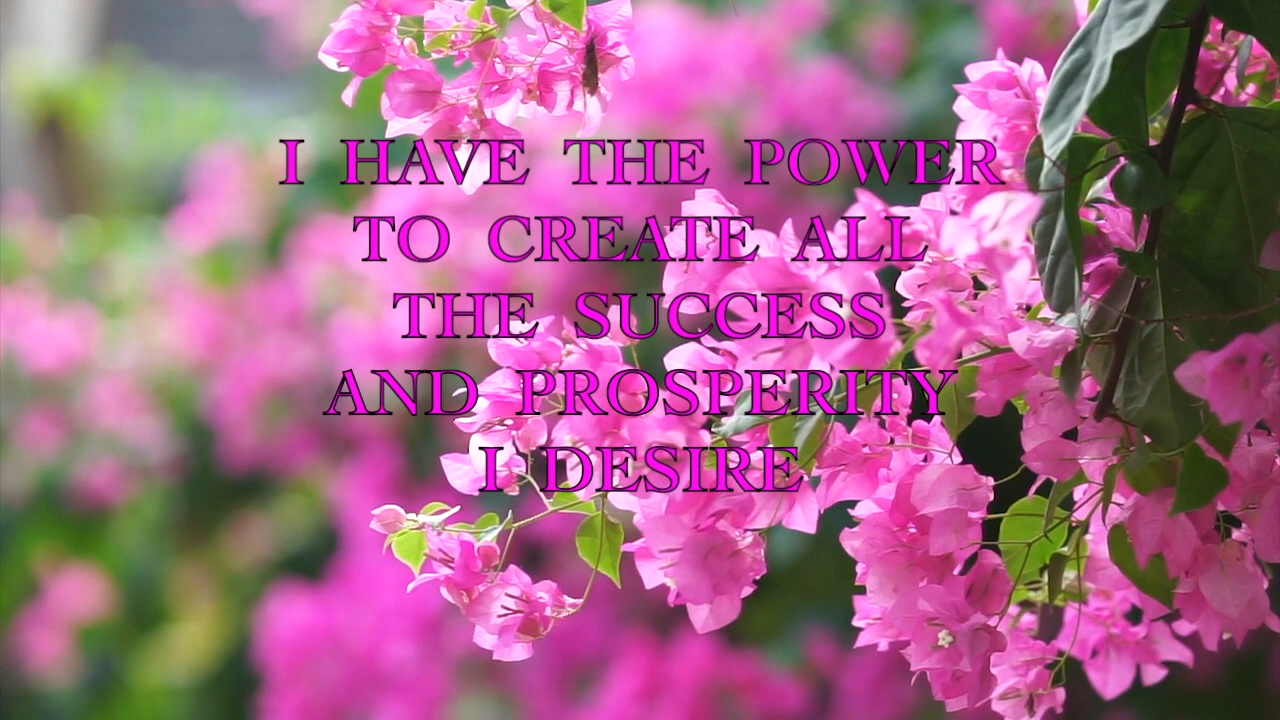 I HAVE THE POWER
TO CREATE ALL
THE SUCCESS
AND PROSPERITY
I DESIRE